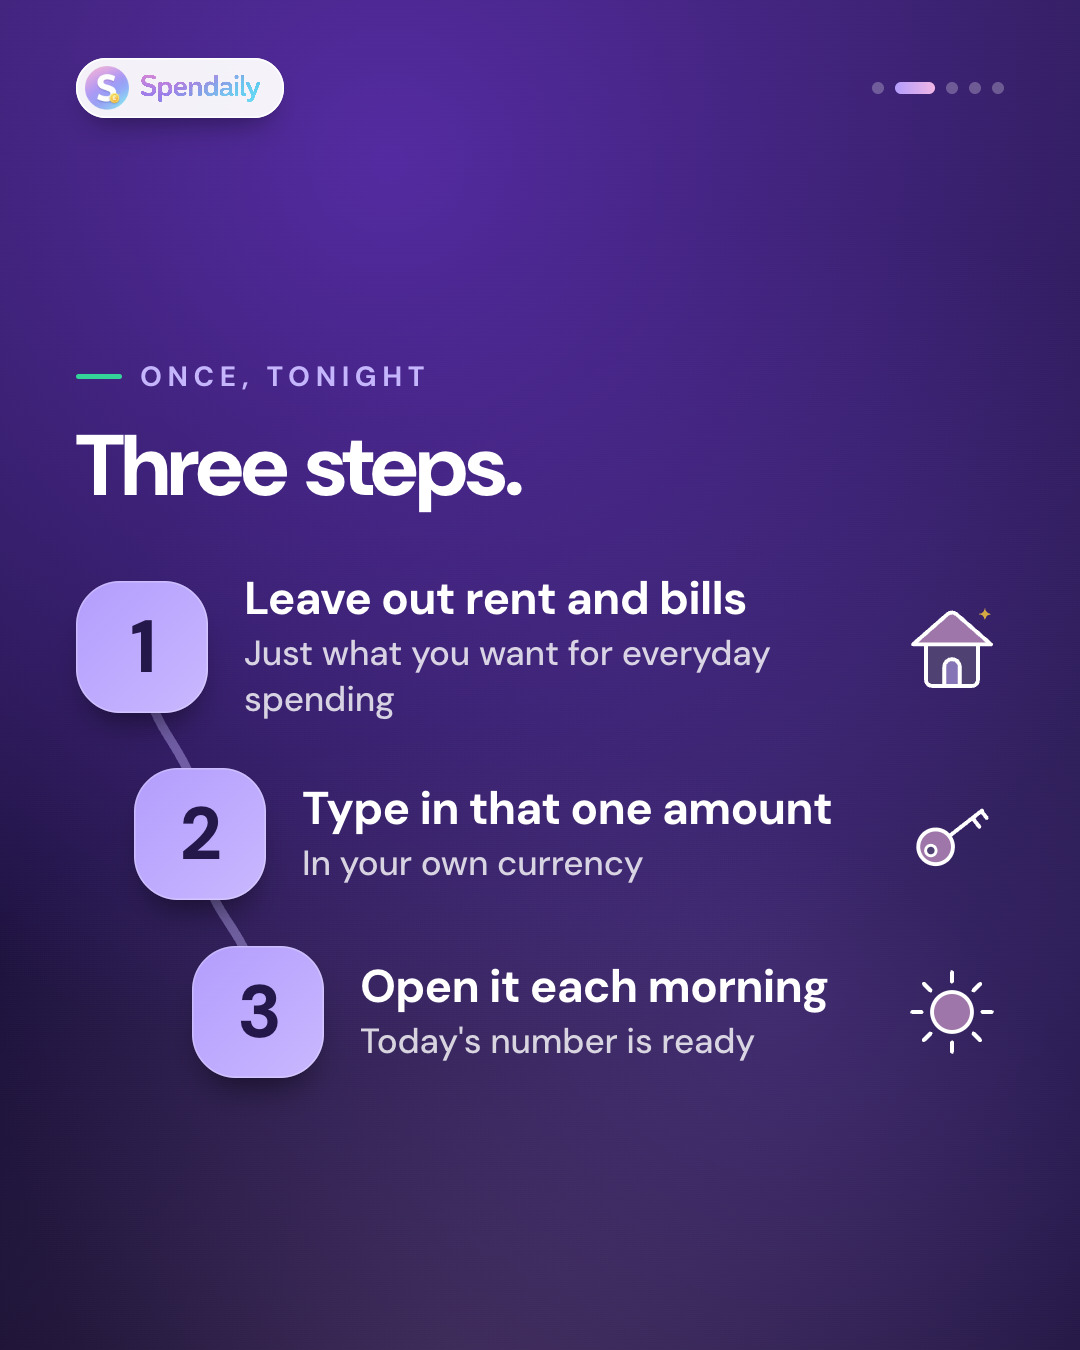 Spendaily
ONCE, TONIGHT
Three steps.
1
Leave out rent and bills
Just what you want for everyday
spending
2
Type in that one amount
In your own currency
3
Open it each morning
Today's number is ready